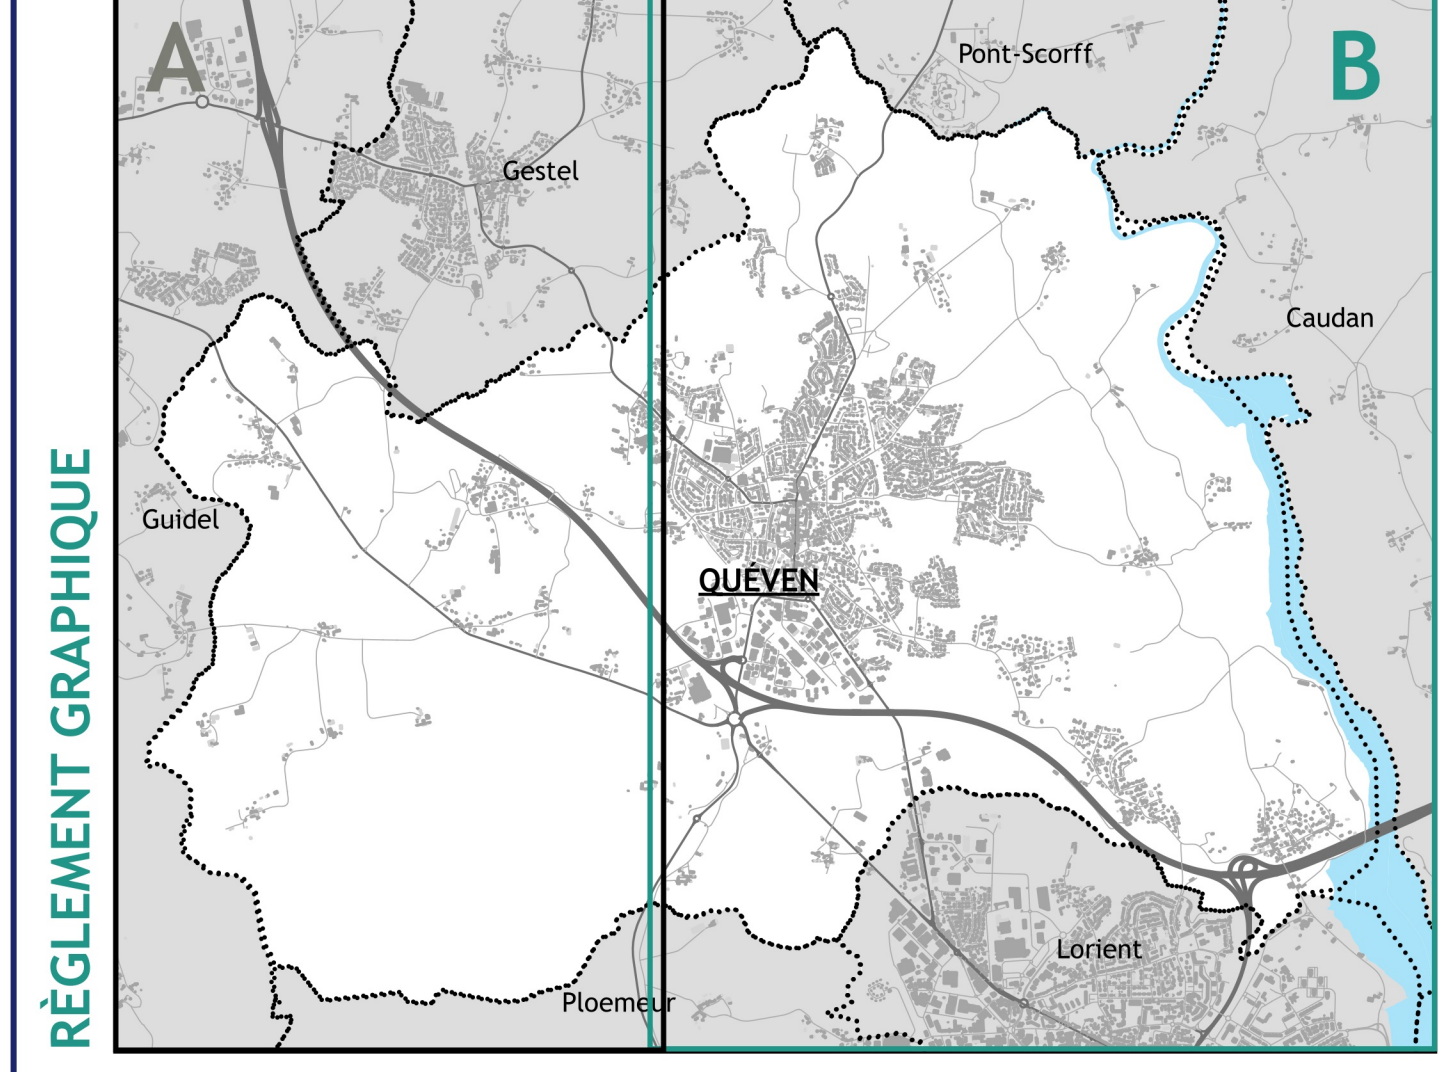 RÈGLEMENT GRAPHIQUE
A
B
Pont-Scorff
Gestel
Caudan
Guidel
QUÉVEN
Lorient
Ploemeur